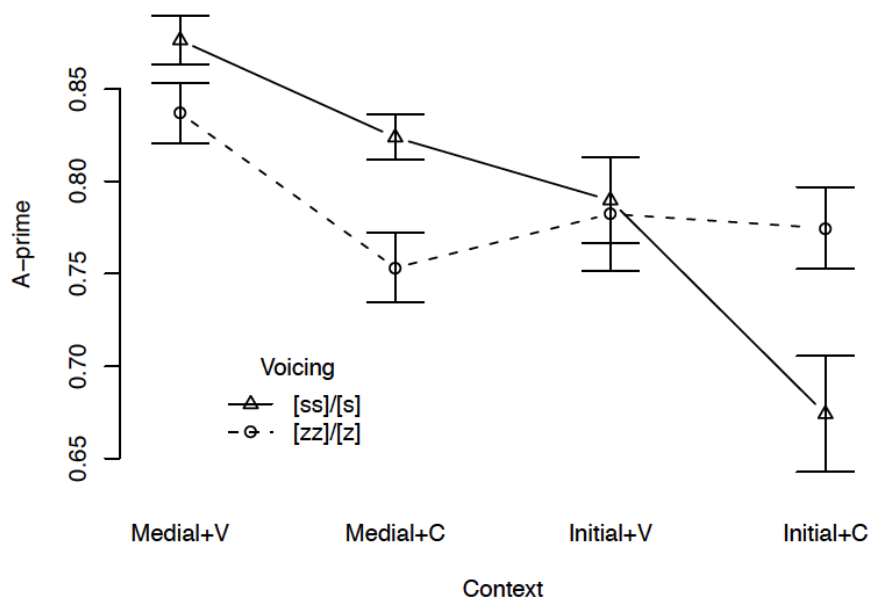 A−prime
0.85
0.80
0.75
0.70
0.65
Voicing
[ss]/[s]
[zz]/[z]
Medial+V Medial+C Initial+V Initial+C
Context